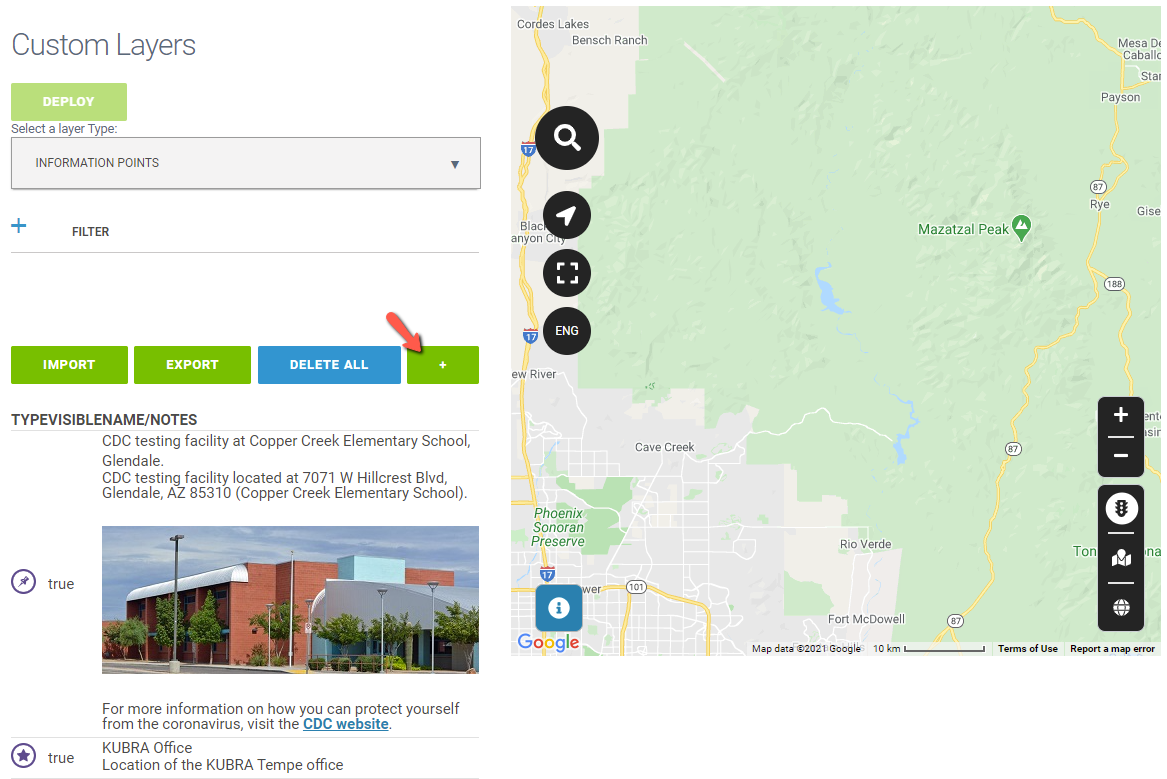 Custom Layers
DEPLOY
Select a layer Type:
INFORMATION POINTS
FILTER
IMPORT
EXPORT
DELETE ALL
+
TYPEVISIBLENAME/NOTES
CDC testing facility at Copper Creek Elementary School,
Glendale.
CDC testing facility located at 7071 W Hillcrest Blvd,
Glendale, AZ 85310 (Copper Creek Elementary School).
true
For more information on how you can protect yourself
from the coronavirus, visit the CDC website.
true
KUBRA Office
Location of the KUBRA Tempe office
Cordes Lakes
Bensch Ranch
Mesa De
Caballo
Star
Payson
17
87
Rye
Gise
Mazatzal Peak
Black
anyon City
188
ENG
17
ew River
Cave Creek
87
Phoenix
Sonoran
Preserve
Rio Verde
17
101
wer
Fort McDowell
87
Google
Map data ©2021 Google
10 km
Terms of Use
Report a map error